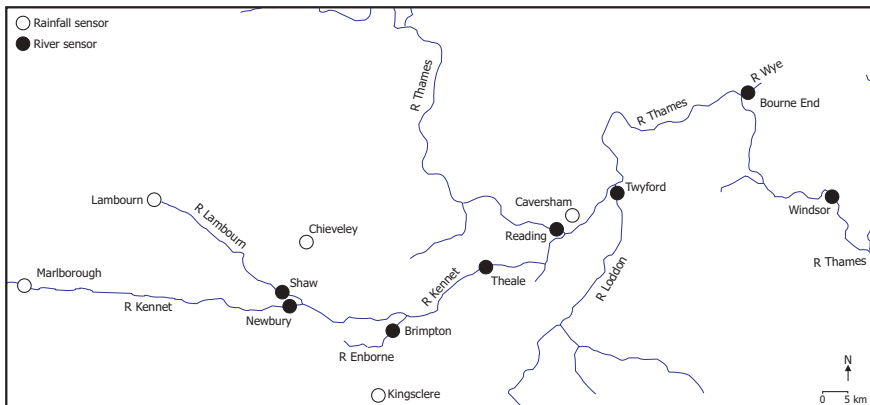 Rainfall sensor
River sensor
R Thames
R Thames
R Wye
Bourne End
Lambourn
R Lambourn
Chieveley
Caversham
Twyford
Reading
Windsor
R Thames
Marlborough
Shaw
R Kennet
Newbury
R Kennet
Theale
R Loddon
Brimpton
R Enborne
Kingsclere
N
0 5 km